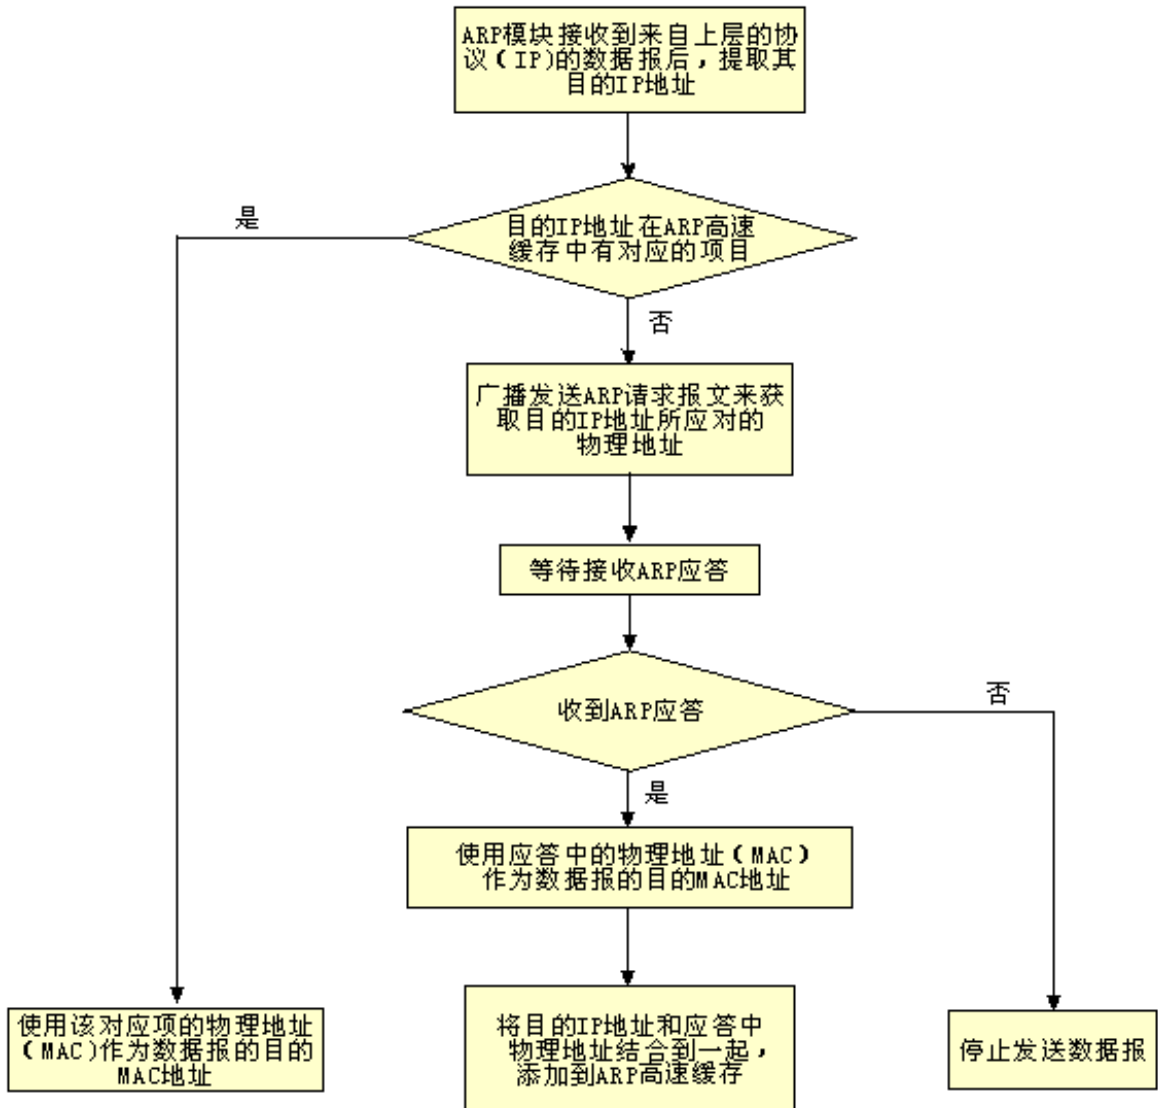 ARP模块接收到来自上层的协
议(IP)的数据报后,提取其
目的IP地址
是
目的IP地址在ARP高速
缓存中有对应的项目
否
广播发送ARP请求报文来获
取目的IP地址所应对的
物理地址
等待接收ARP应答
收到ARP应答
否
是
使用应答中的物理地址(MAC)
作为数据报的目的MAC地址
使用该对应项的物理地址
(MAC)作为数据报的目的
MAC地址
将目的IP地址和应答中
物理地址结合到一起,
添加到ARP高速缓存
停止发送数据报